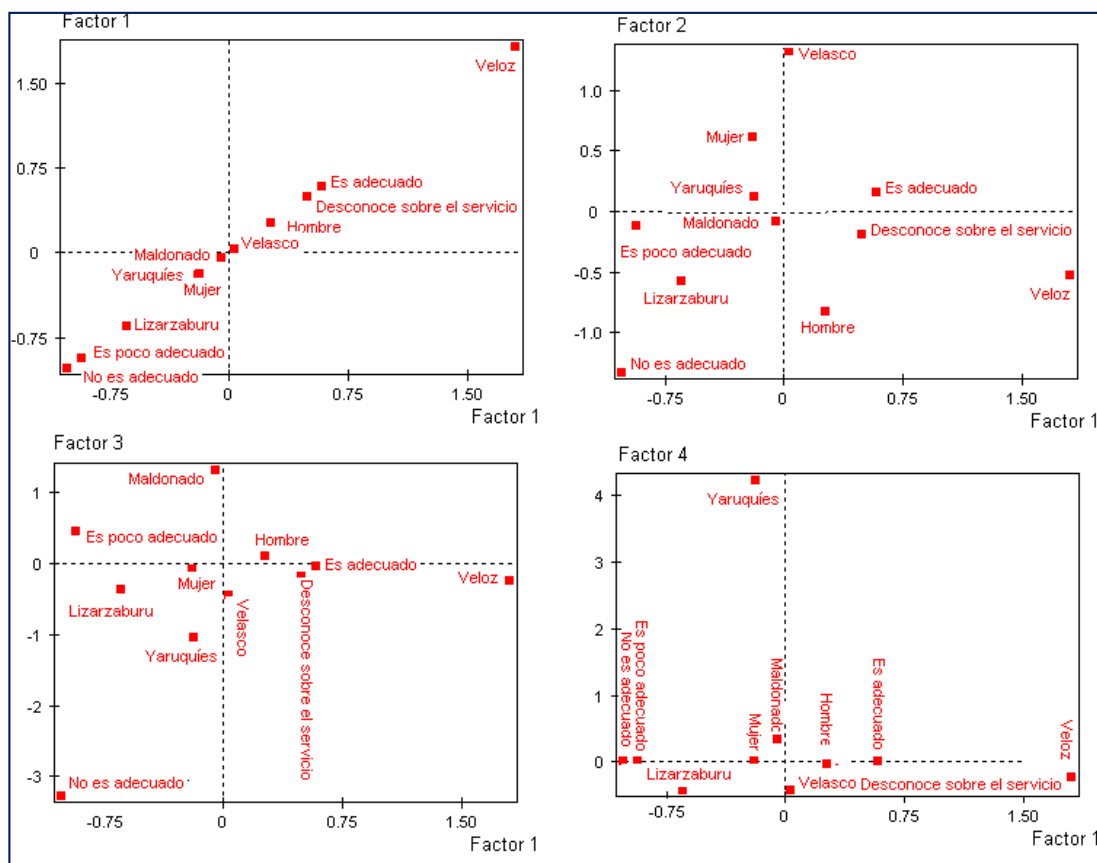 Factor 1
Veloz
1.50
0.75
Es adecuado
Desconoce sobre el servicio
Hombre
Velasco
0
Maldonado
Yaruquíes
Mujer
Lizarzaburu
-0.75
Es poco adecuado
No es adecuado
-0.75 0 0.75 1.50
Factor 1
Factor 2
Velasco
1.0
Mujer
0.5
Yaruquíes
Es adecuado
0
Maldonado
Desconoce sobre el servicio
Es poco adecuado
-0.5
Lizarzaburu
Veloz
Hombre
-1.0
No es adecuado
-0.75 0 0.75 1.50
Factor 1
Factor 3
Maldonado
1
Es poco adecuado
Hombre
0
Es adecuado
Mujer
Veloz
Lizarzaburu
Velasco
Desconoce sobre el servicio
-1
Yaruquíes
-2
-3
No es adecuado
-0.75 0 0.75 1.50
Factor 1
Factor 4
4
Yaruquíes
3
2
No es adecuado
Es poco adecuado
Mujer
Maldonado
Hombre
Es adecuado
Veloz
1
0
Lizarzaburu
Velasco
Desconoce sobre el servicio
-0.75 0 0.75 1.50
Factor 1